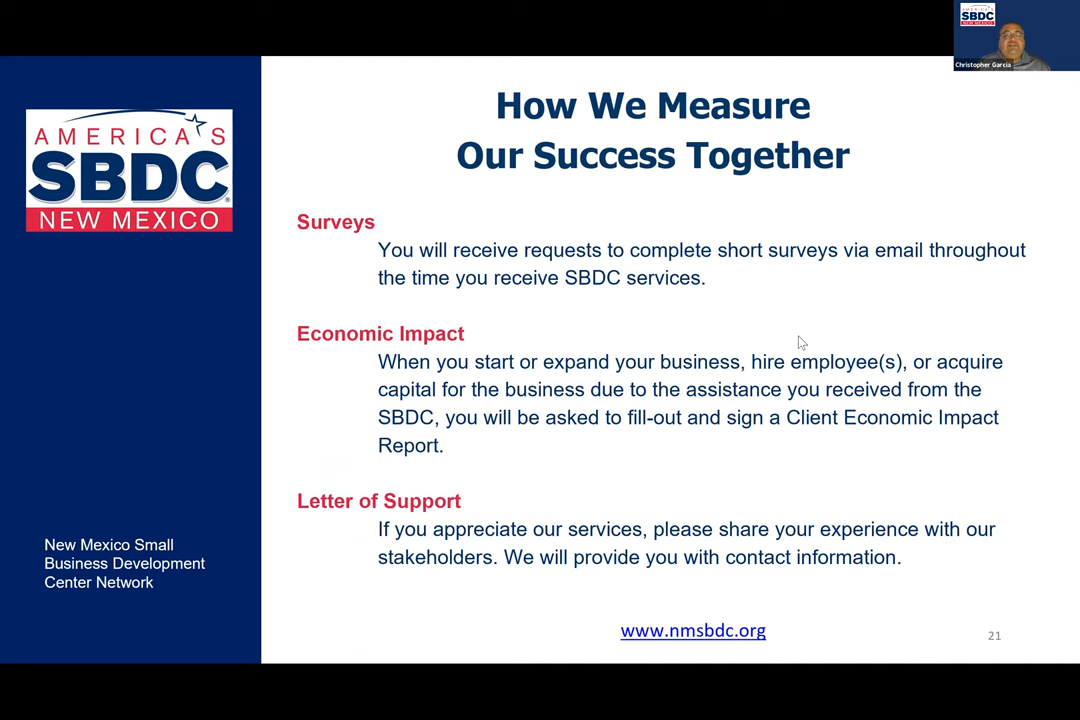 AMERICA'S
SBDC
NEW MEXICO
Christopher Garcia
AMERICA'S
SBDC®
NEW MEXICO
How We Measure
Our Success Together
Surveys
You will receive requests to complete short surveys via email throughout
the time you receive SBDC services.
Economic Impact
When you start or expand your business, hire employee(s), or acquire
capital for the business due to the assistance you received from the
SBDC, you will be asked to fill-out and sign a Client Economic Impact
Report.
Letter of Support
If you appreciate our services, please share your experience with our
stakeholders. We will provide you with contact information.
New Mexico Small
Business Development
Center Network
www.nmsbdc.org
21